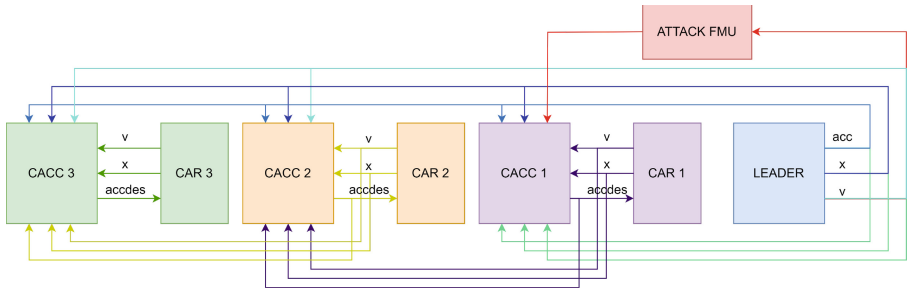 ATTACK FMU
CACC 3
v
x
accdes
CAR 3
CACC 2
v
x
accdes
CAR 2
CACC 1
v
x
accdes
CAR 1
LEADER
acc
x
v